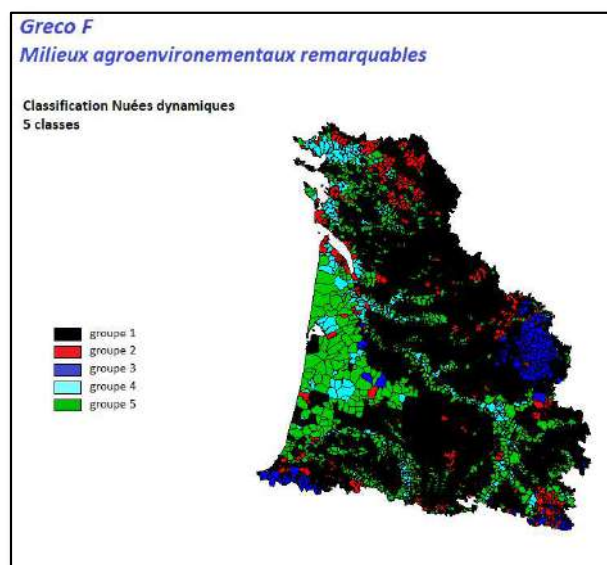 Greco F
Milieux agroenvironementaux remarquables
Classification Nuées dynamiques
5 classes
groupe 1
groupe 2
groupe 3
groupe 4
groupe 5